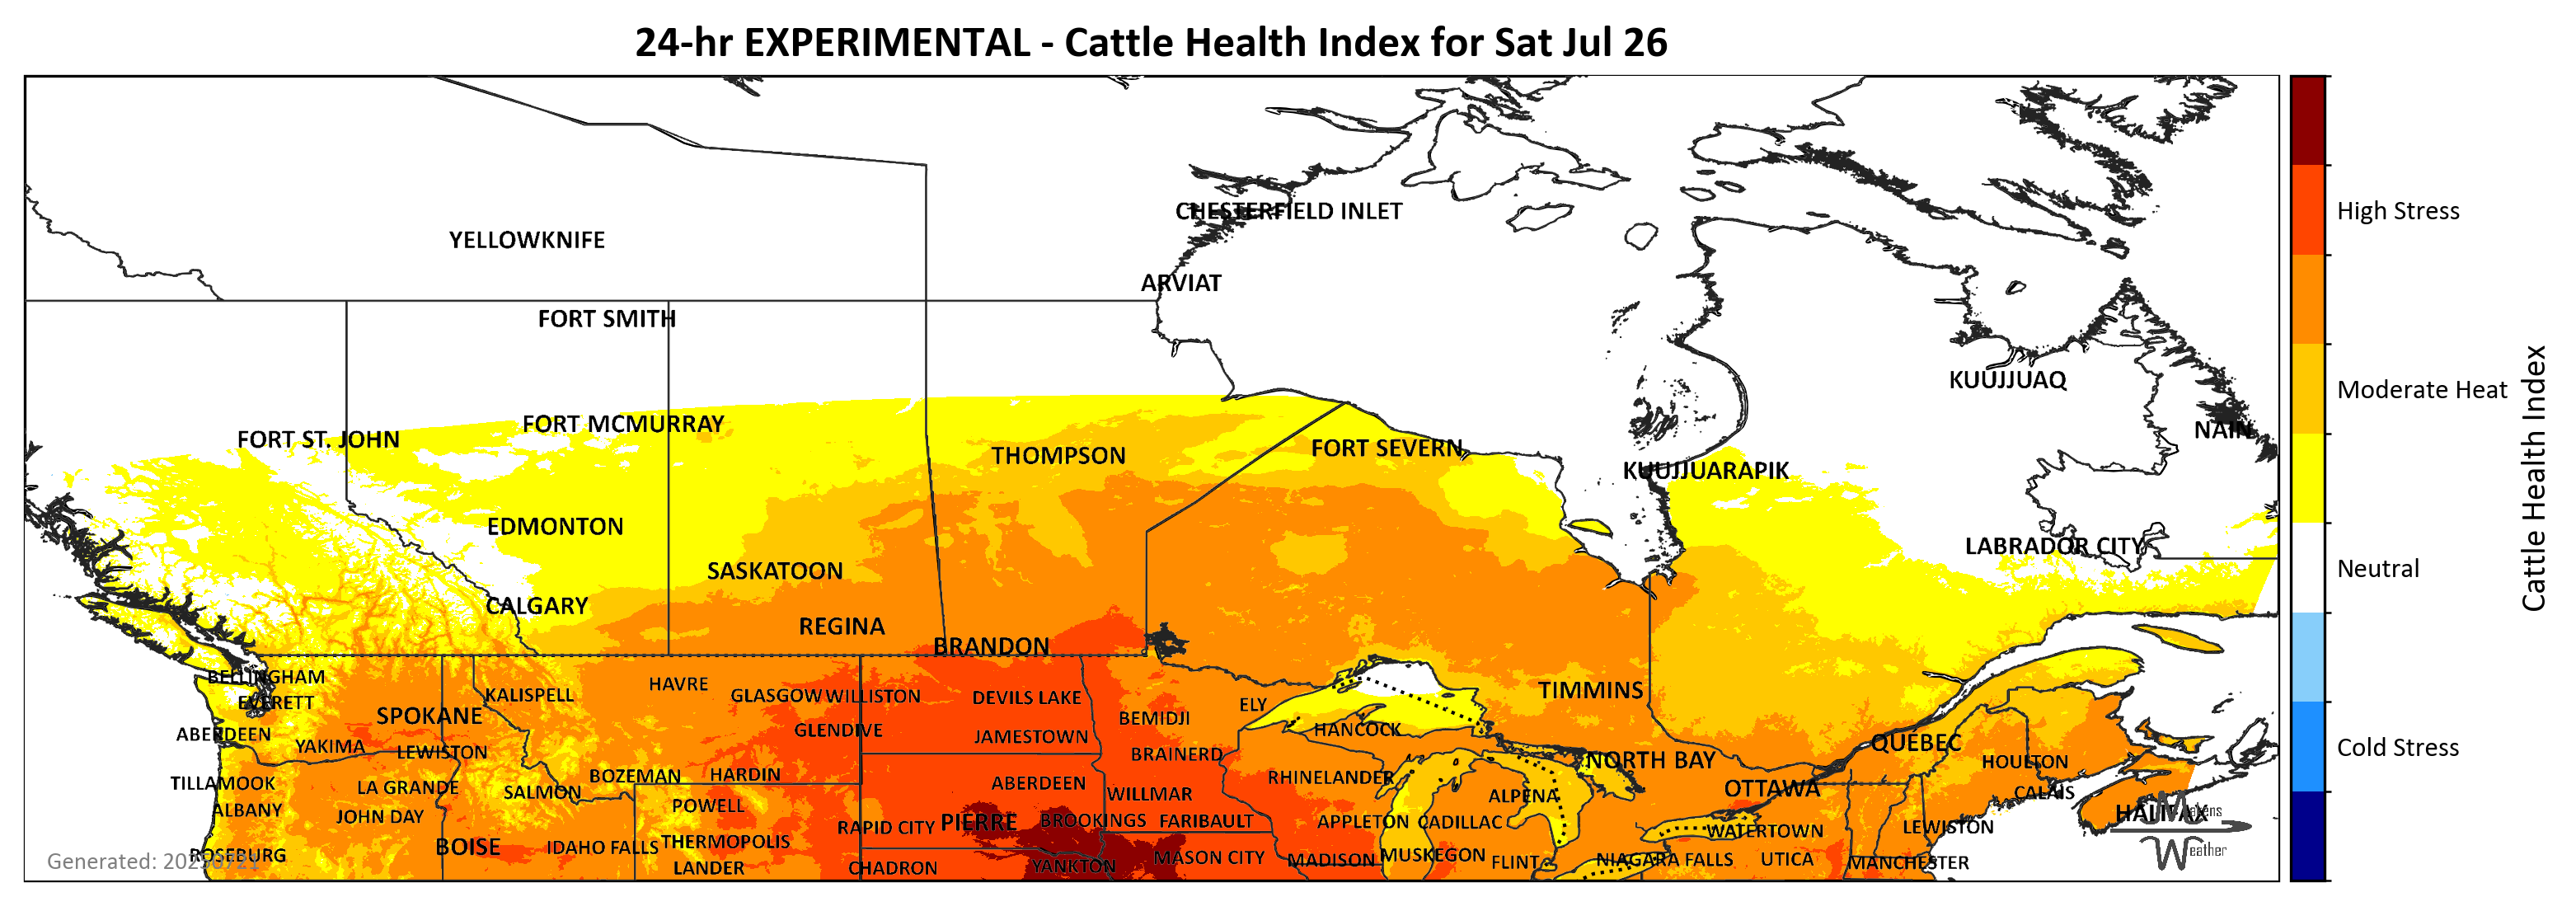 24-hr EXPERIMENTAL - Cattle Health Index for Sat Jul 26
CHESTERFIELD INLET
YELLOWKNIFE
High Stress
ARVIAT
FORT SMITH
KUUJJUAQ
Moderate Heat
FORT MCMURRAY
NAIN
FORT ST. JOHN
THOMPSON
FORT SEVERN
KUUJJUARAPIK
Cattle Health Index
EDMONTON
LABRADOR CITY
SASKATOON
Neutral
CALGARY
REGINA
BRANDON
BELLINGHAM
KALISPELL
HAVRE
GLASGOW
WILLISTON
DEVILS LAKE
TIMMINS
EVERETT
SPOKANE
BEMIDJI
ELY
ABERDEEN
GLENDIVE
JAMESTOWN
HANCOCK
QUEBEC
YAKIMA
LEWISTON
BRAINERD
NORTH BAY
HOULTON
Cold Stress
TILLAMOOK
LA GRANDE
SALMON
BOZEMAN
HARDIN
ABERDEEN
RHINELANDER
OTTAWA
CALAIS
ALBANY
JOHN DAY
POWELL
WILLMAR
ALPENA
HALIFAX
Makens
RAPID CITY
PIERRE
BROOKINGS
FARIBAULT
APPLETON
CADILLAC
WATERTOWN
LEWISTON
BOISE
IDAHO FALLS
THERMOPOLIS
Weather
ROSEBURG
Generated: 20250721
LANDER
CHADRON
YANKTON
MASON CITY
MADISON
MUSKEGON
FLINT
NIAGARA FALLS
UTICA
MANCHESTER